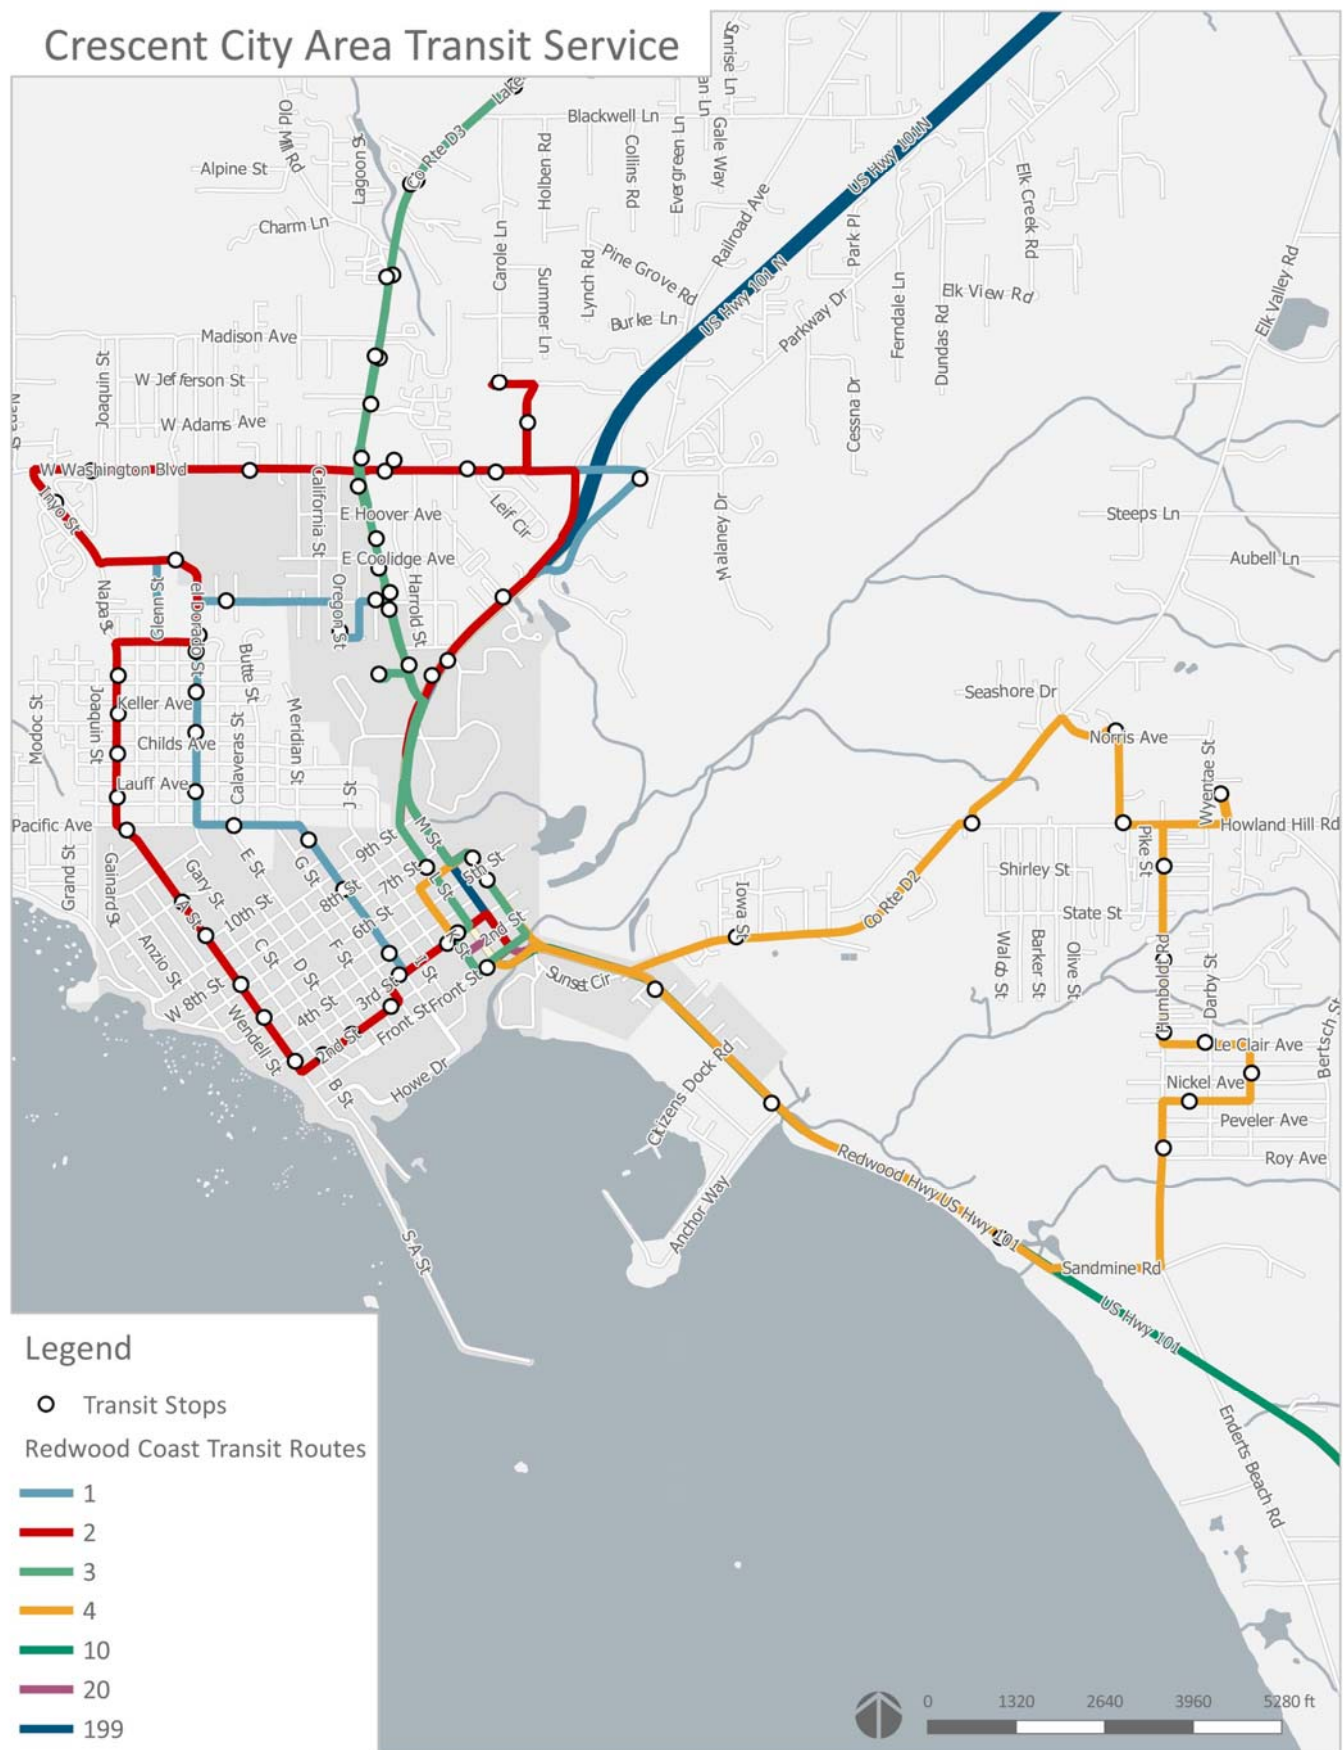 Crescent City Area Transit Service
Sunrise Ln
Gale Way
Evergreen Ln
Collins Rd
Blackwell Ln
Holben Rd
Lake
Co Rte D3
Old Mill Rd
Alpine St
Lagoon St
Charm Ln
US Hwy 101 N
Elk Creek Rd
Railroad Ave
Park Pl
Carole Ln
Summer Ln
Lynch Rd
Pine Grove Rd
Burke Ln
US Hwy 101 N
Parkway Dr
Ferndale Ln
Dundas Rd
Elk View Rd
Elk Valley Rd
Madison Ave
Joaquin St
W Jefferson St
W Adams Ave
Cessna Dr
W Washington Blvd
Inyo St
California St
E Hoover Ave
Leif Cir
E Coolidge Ave
Steeps Ln
Aubell Ln
Malaney Dr
Napa St
Glenn St
el Dorado St
Oregon St
Harrold St
Butte St
Modoc St
Joaquin St
Keller Ave
Childs Ave
Lauff Ave
Calaveras St
Meridian St
J St
Seashore Dr
Norris Ave
Wyentae St
Pacific Ave
Howland Hill Rd
Pike St
Grand St
Gainard St
Gary St
A St
10th St
E St
G St
8th St
9th St
7th St
6th St
M St
L St
5th St
2nd St
K St
Shirley St
State St
Iowa St
Co Rte D2
Anzio St
C St
D St
F St
W 8th St
Wendell St
4th St
3rd St
I St
Front St
Front St
2nd St
B St
Howe Dr
Sunset Cir
Barker St
Olive St
Humboldt Rd
Darby St
Le Clair Ave
Nickel Ave
Bertsch St
Peveler Ave
Roy Ave
Citizens Dock Rd
Anchor Way
Redwood Hwy
US Hwy 101
Sandmine Rd
US Hwy 101
S A St
Enderts Beach Rd
Legend
Transit Stops
Redwood Coast Transit Routes
1
2
3
4
10
20
199
0 1320 2640 3960 5280 ft